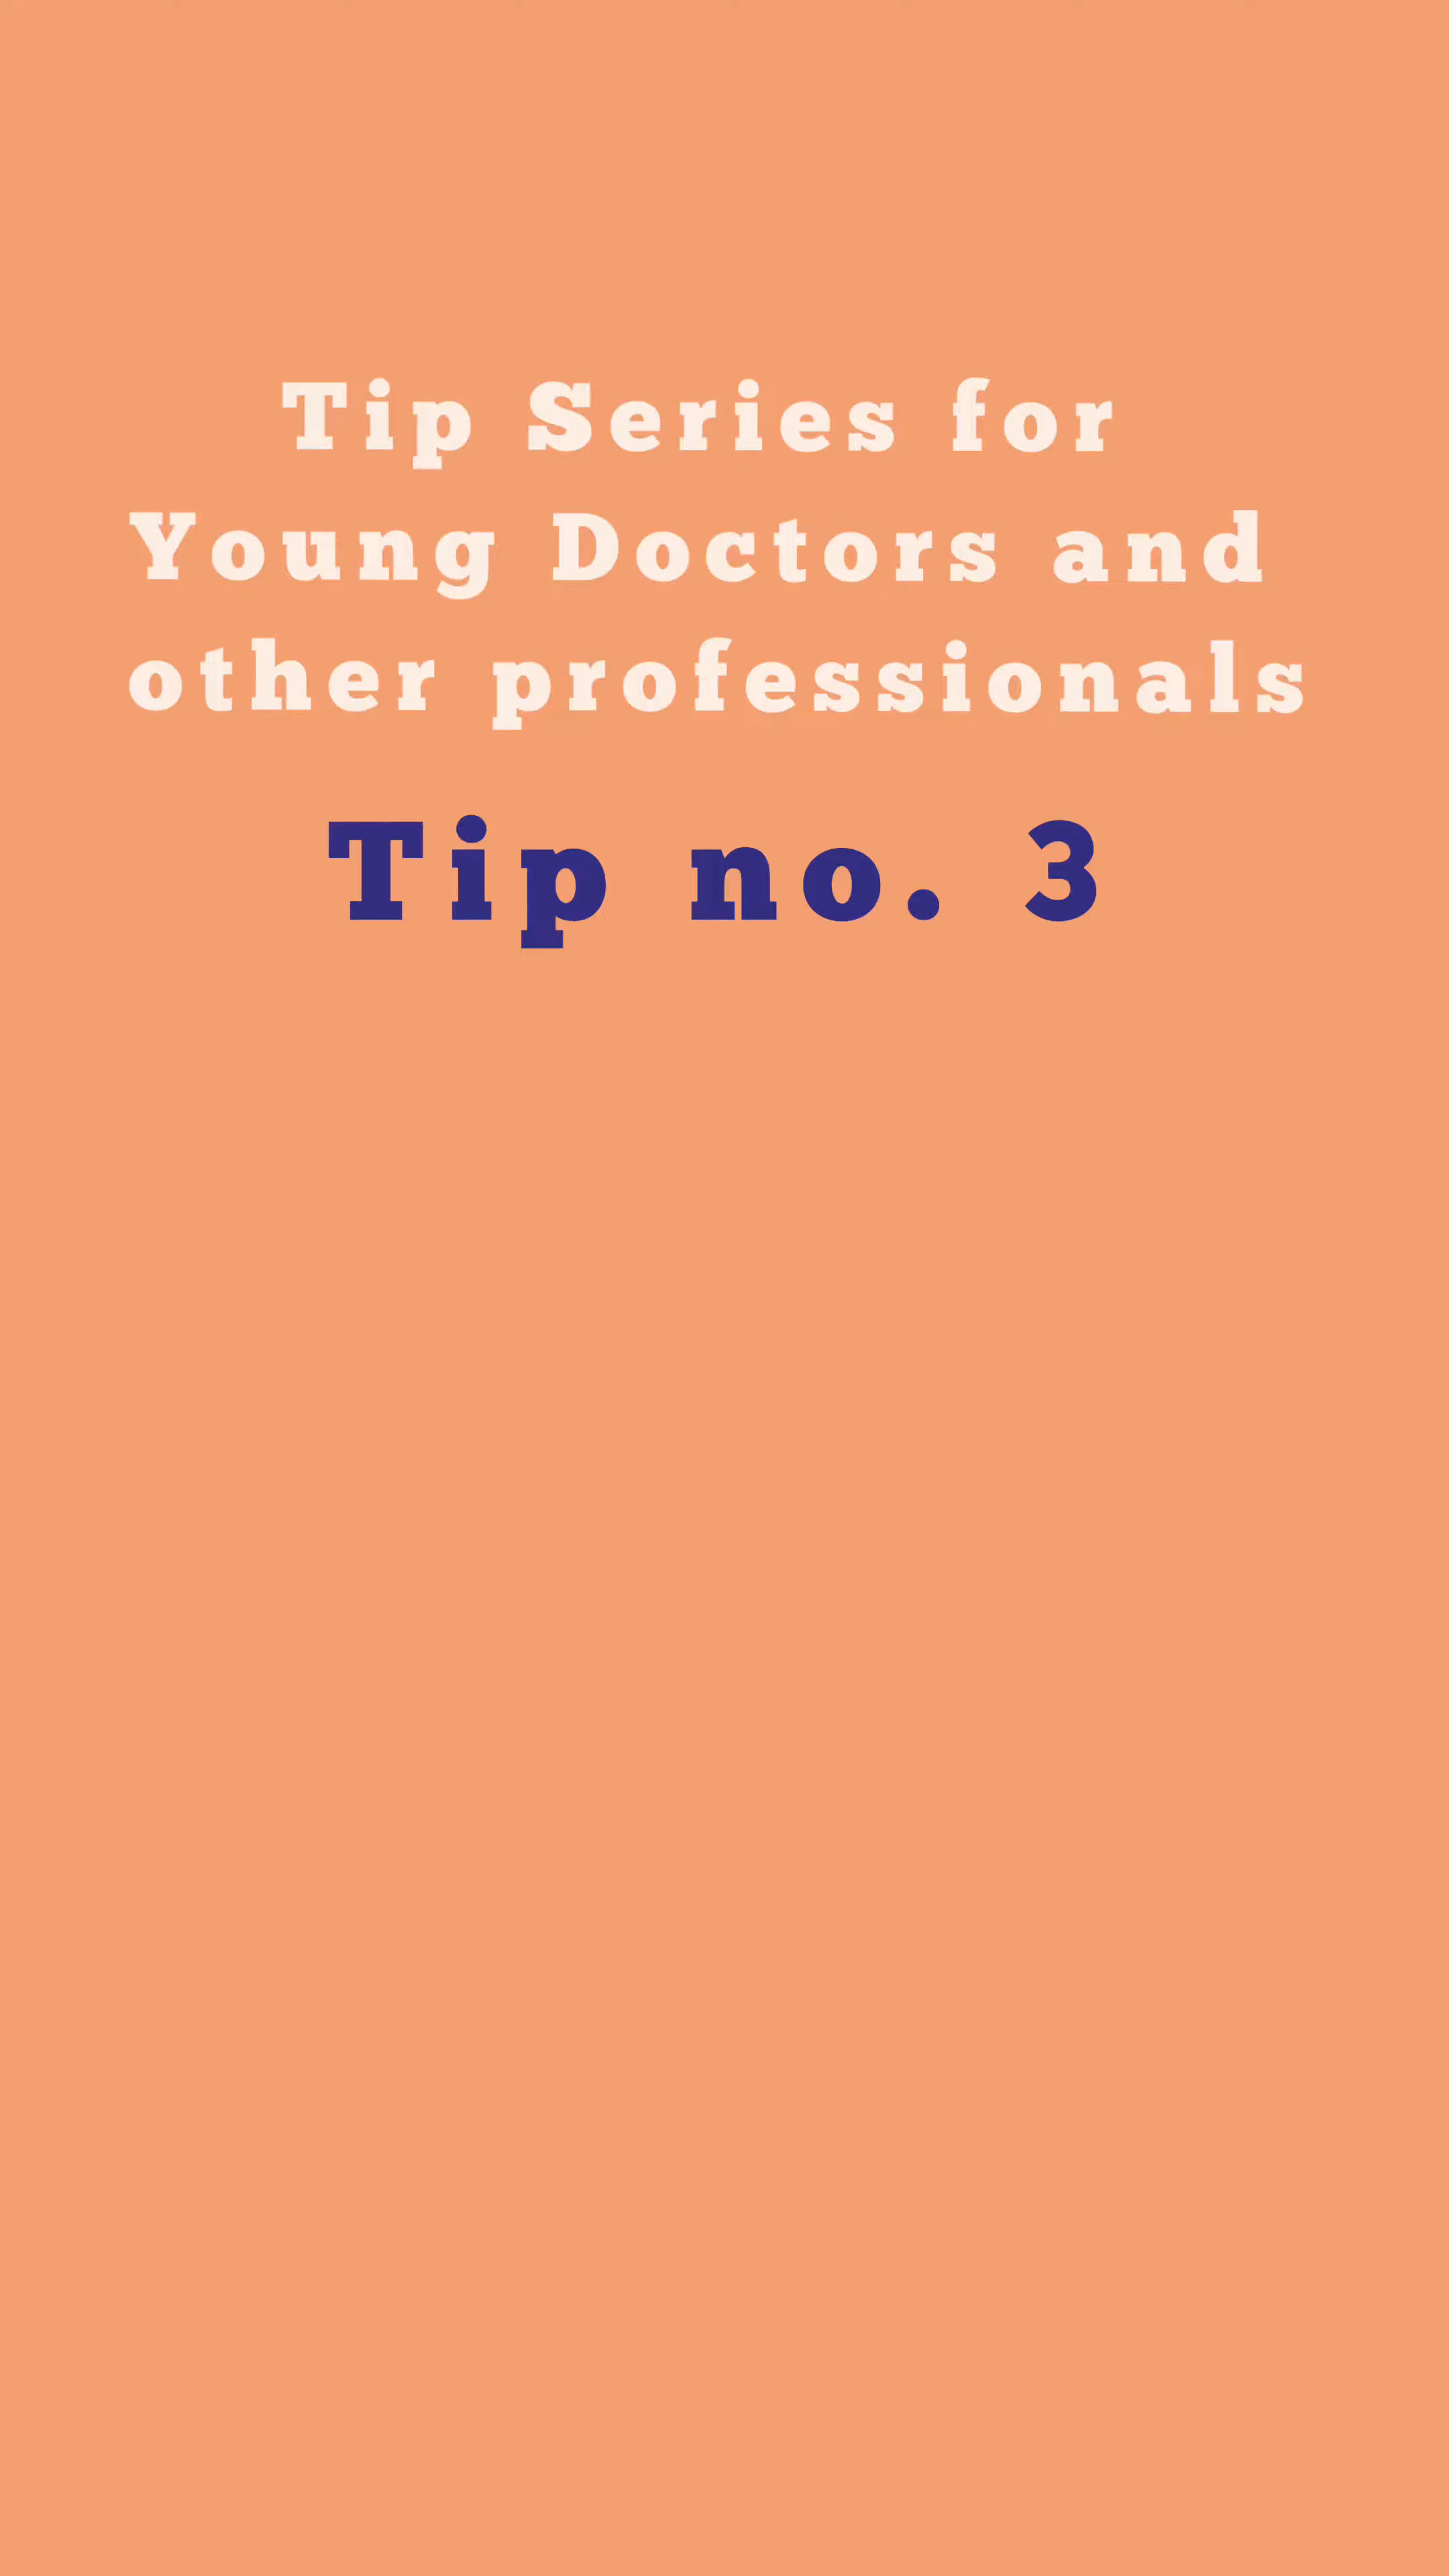 Tip Series for
Young Doctors and
other professionals
Tip no. 3